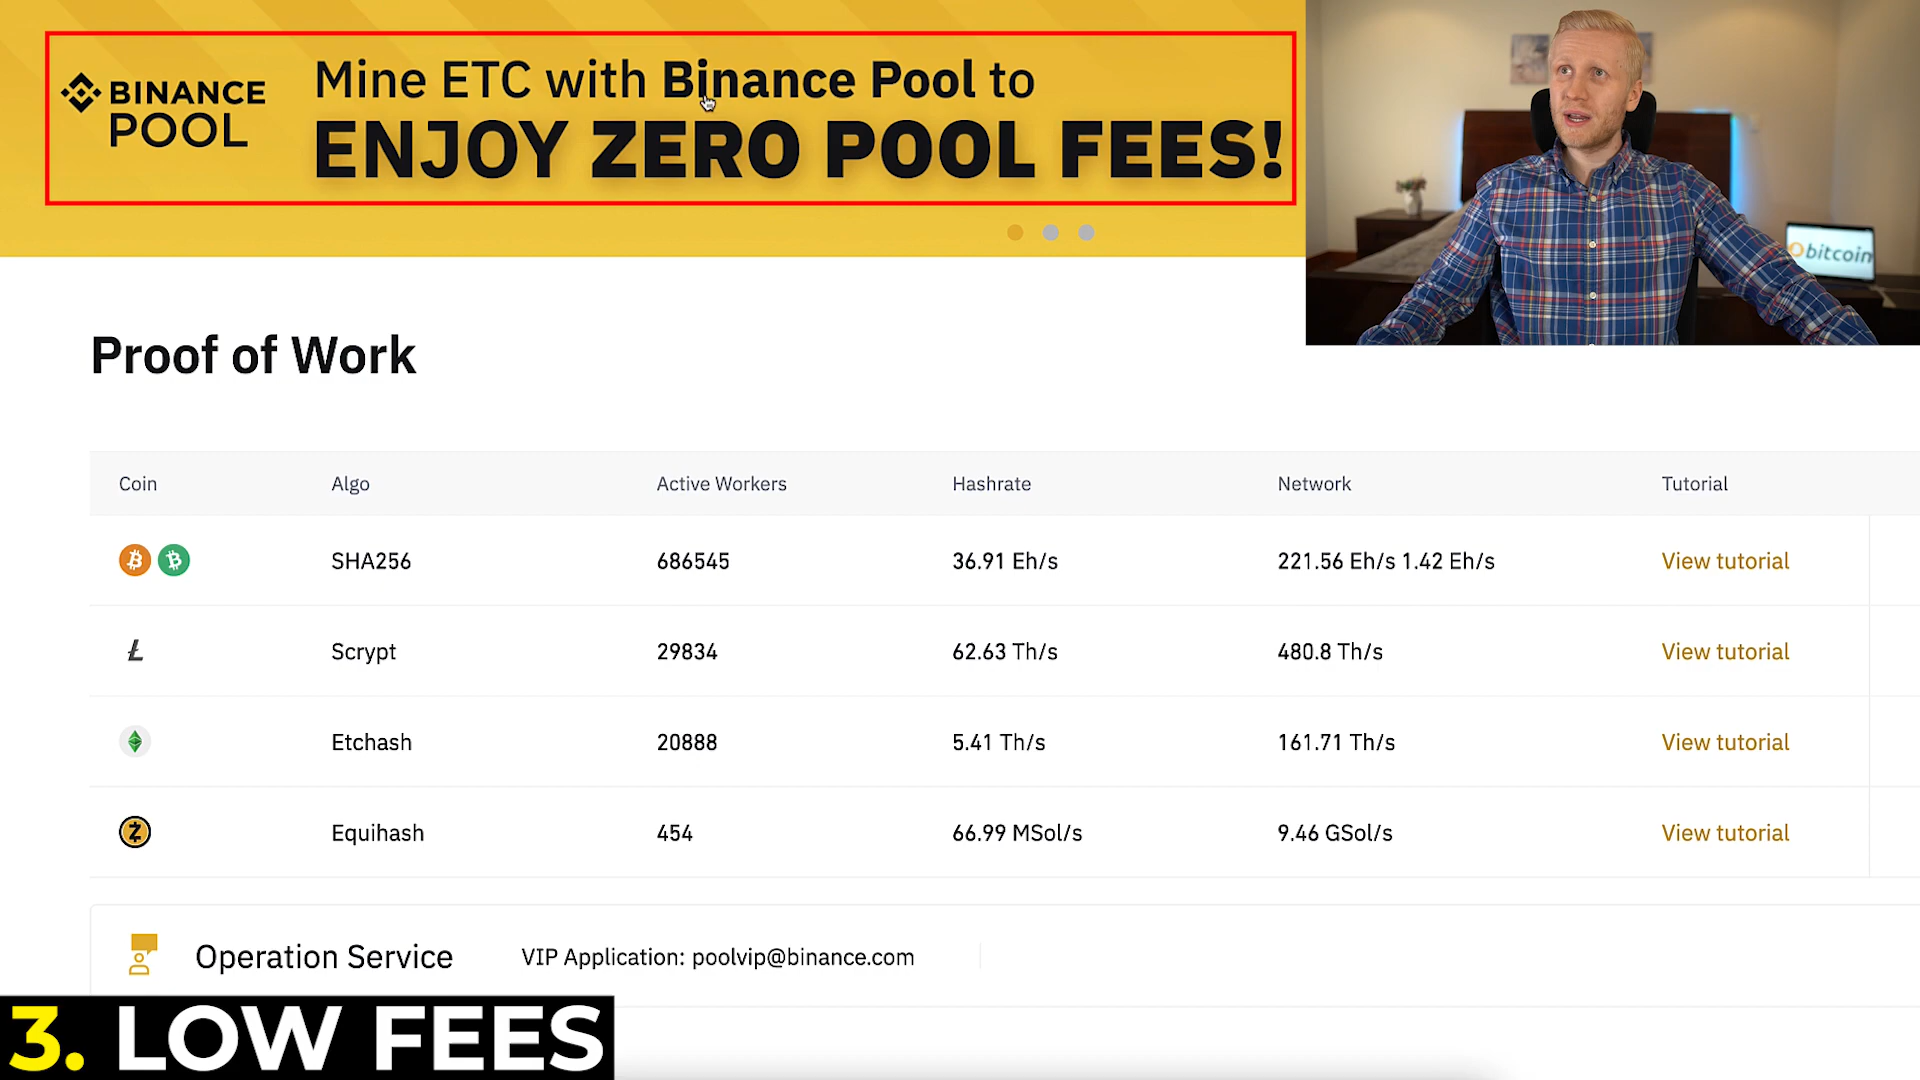 BINANCE
POOL
Mine ETC with Binance Pool to
ENJOY ZERO POOL FEES!
bitcoin
Proof of Work
Coin Algo Active Workers Hashrate Network Tutorial
SHA256 686545 36.91 Eh/s 221.56 Eh/s 1.42 Eh/s View tutorial
Scrypt 29834 62.63 Th/s 480.8 Th/s View tutorial
Etchash 20888 5.41 Th/s 161.71 Th/s View tutorial
Equihash 454 66.99 MSol/s 9.46 GSol/s View tutorial
Operation Service VIP Application: poolvip@binance.com
3. LOW FEES